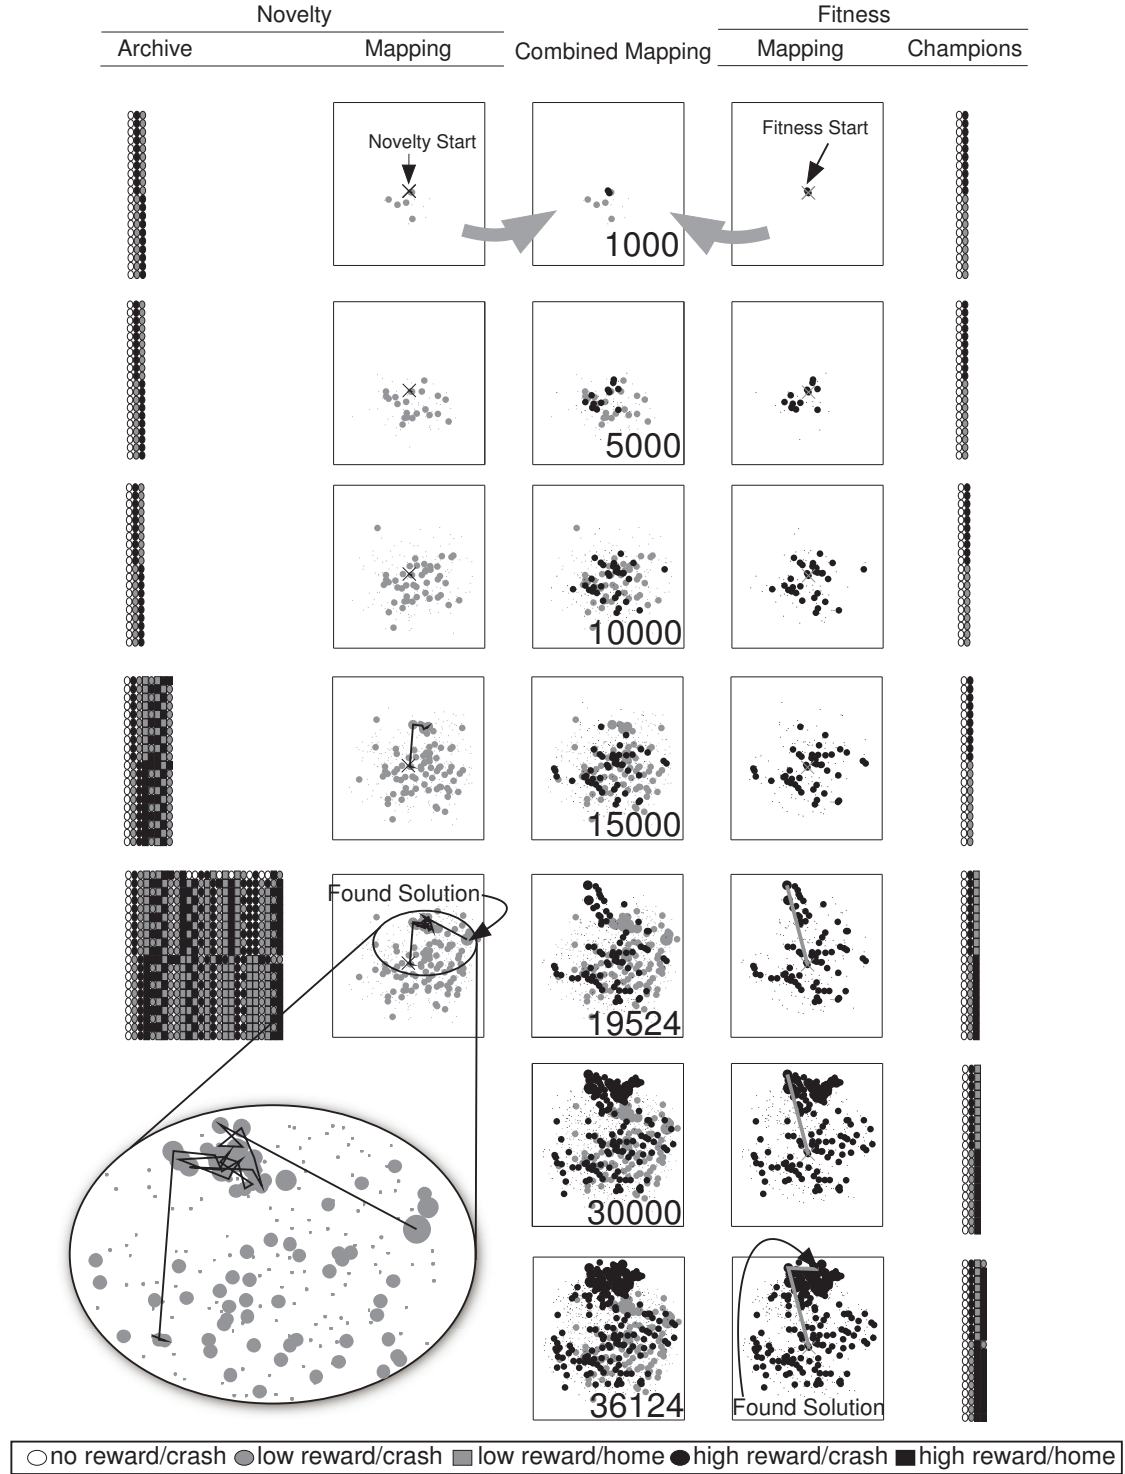 Novelty Fitness
Archive Mapping Combined Mapping Mapping Champions
Novelty Start
Fitness Start
1000
5000
10000
15000
Found Solution
19524
30000
36124
Found Solution
no reward/crash low reward/crash low reward/home high reward/crash high reward/home